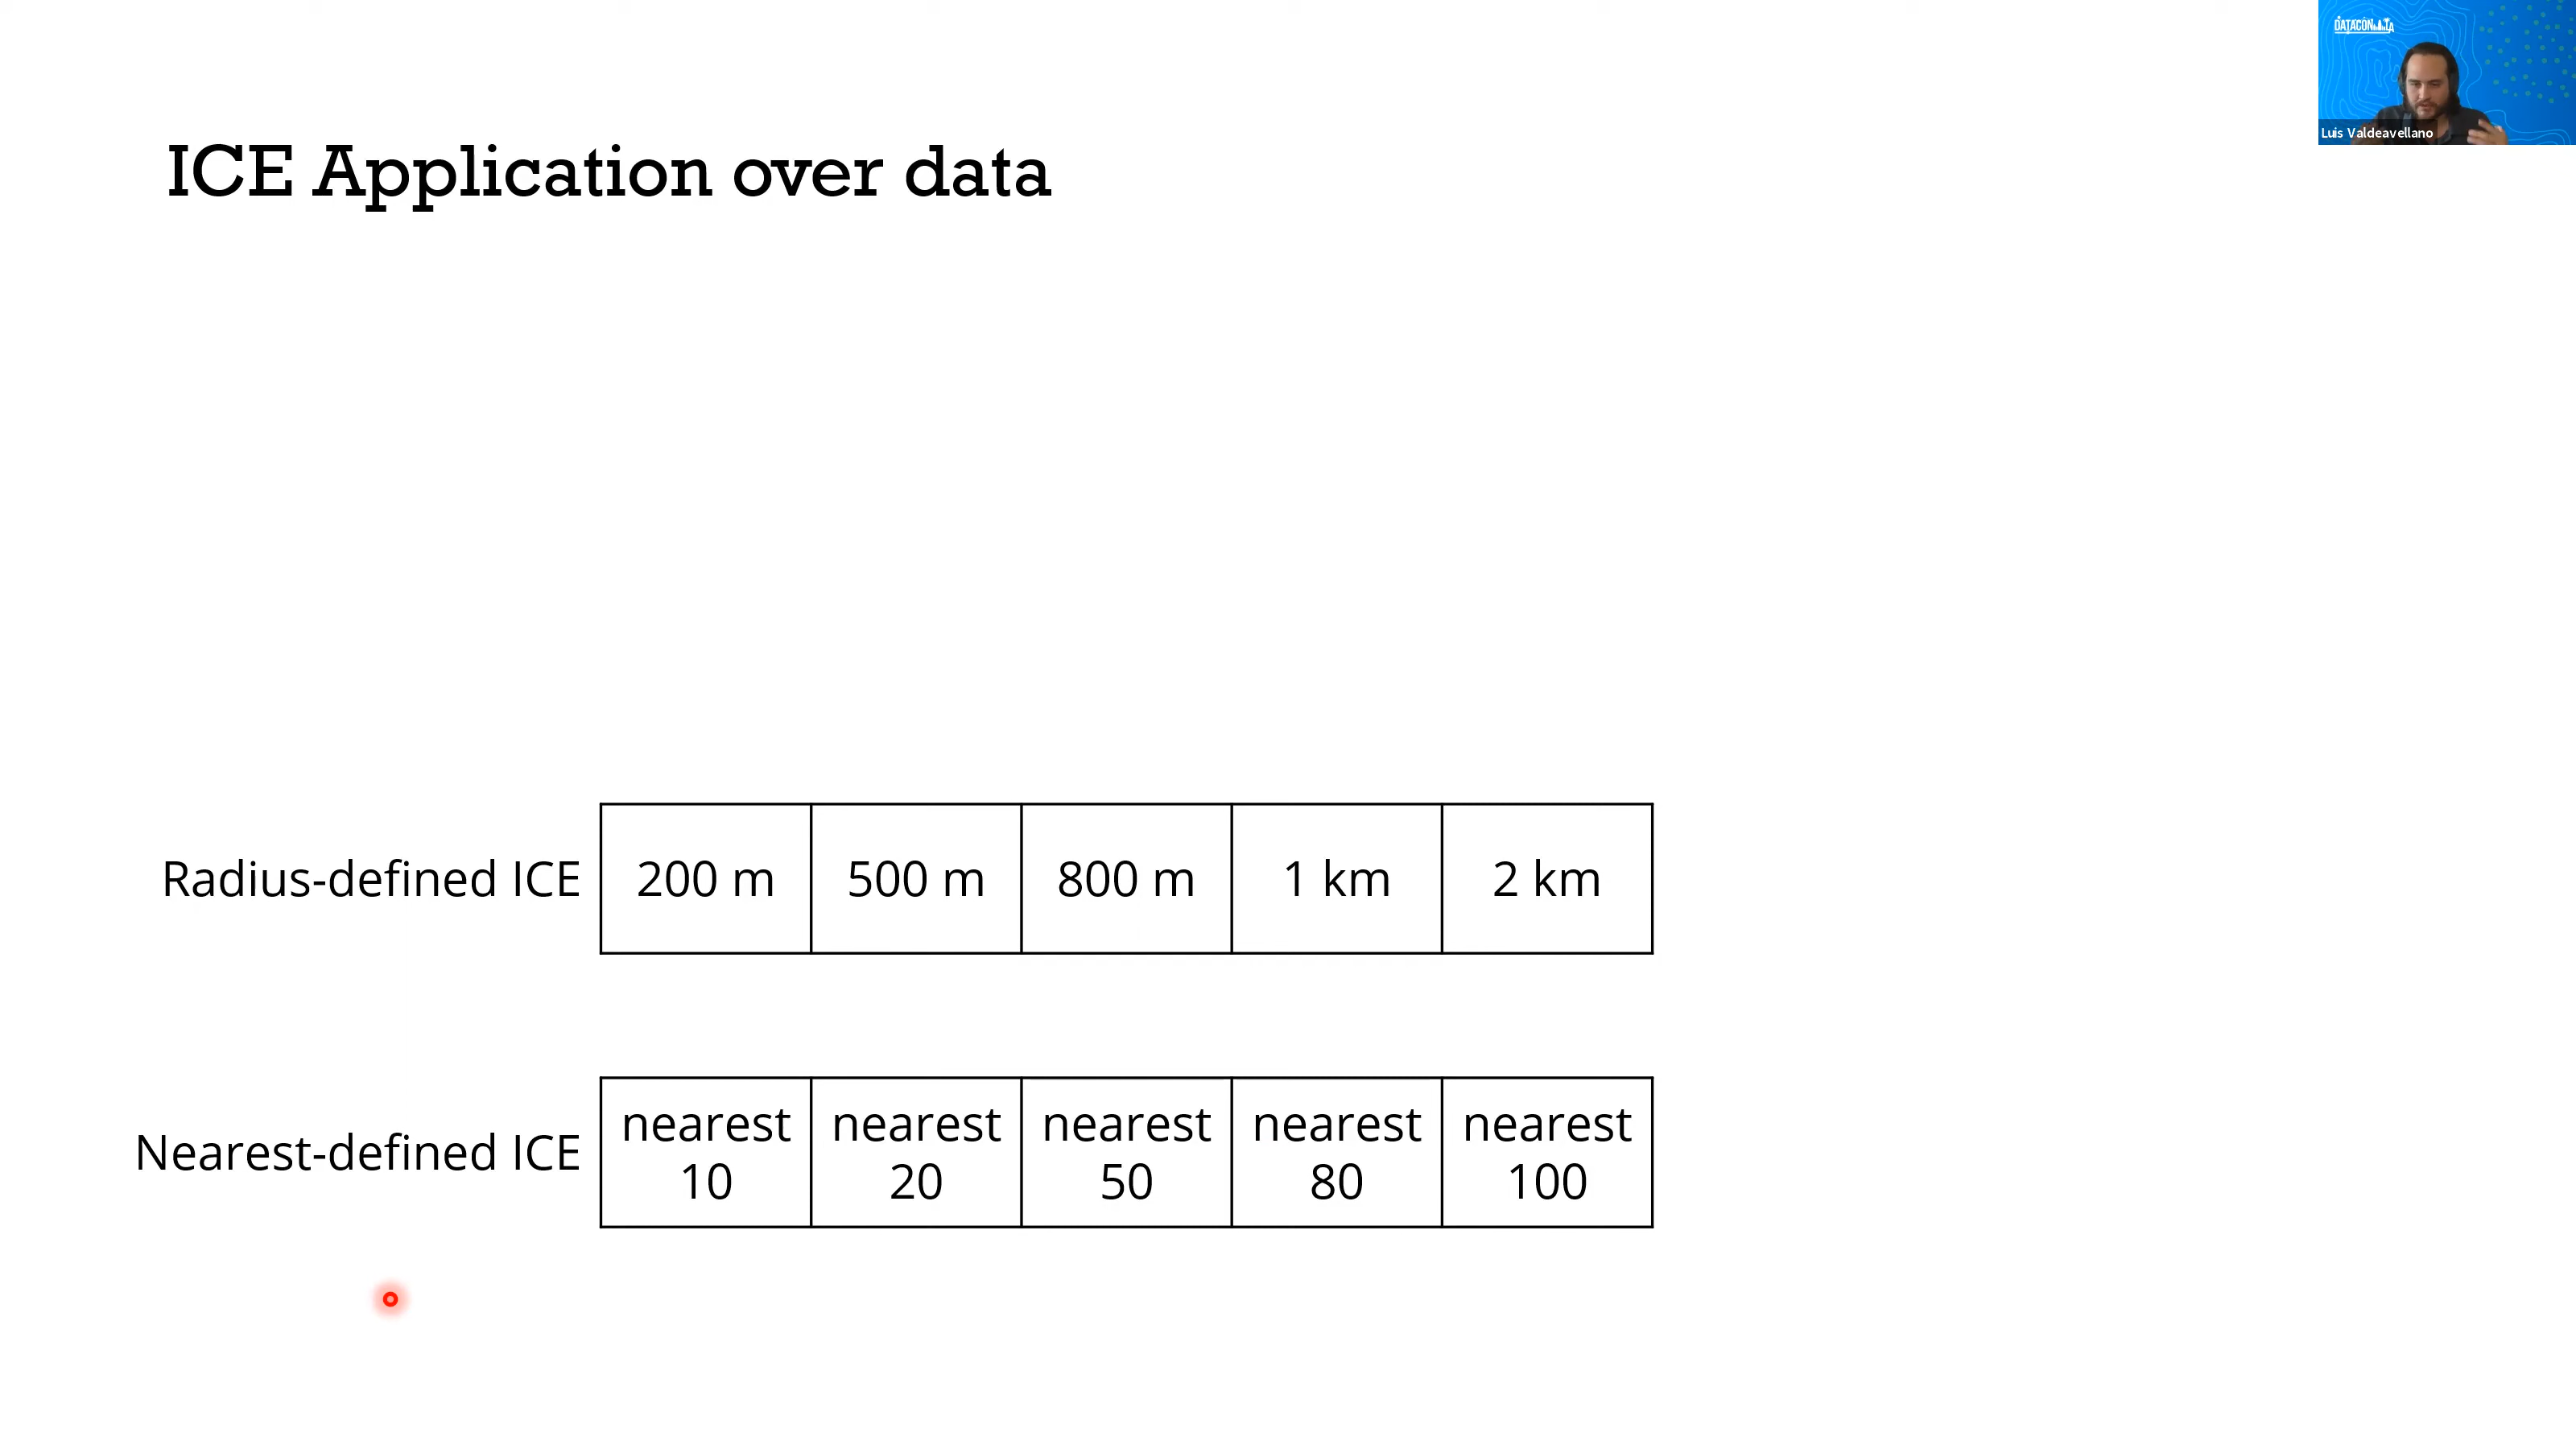 DATACON LA
Luis Valdeavellano
ICE Application over data
Radius-defined ICE
200 m
500 m
800 m
1 km
2 km
Nearest-defined ICE
nearest
10
nearest
20
nearest
50
nearest
80
nearest
100